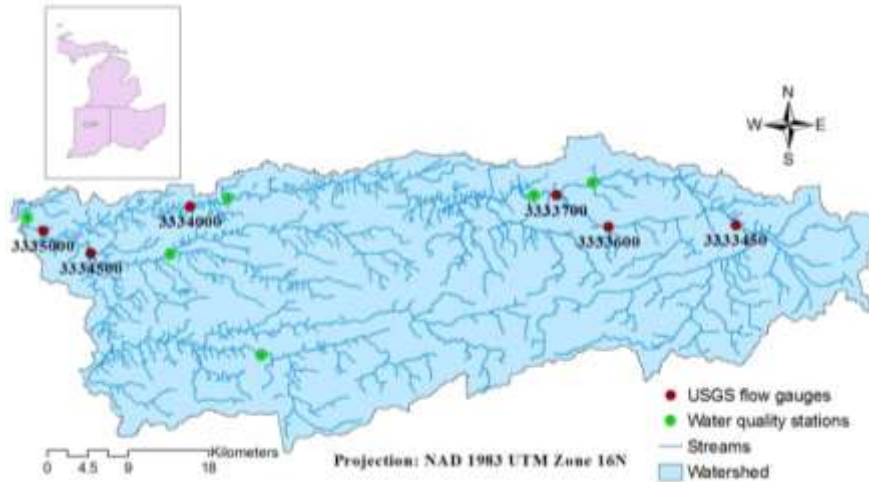 N
W E
S
3334000
3333700
3335000
3333600
3333450
3334500
USGS flow gauges
Water quality stations
Streams
Watershed
Kilometers
0 4.5 9 18
Projection: NAD 1983 UTM Zone 16N